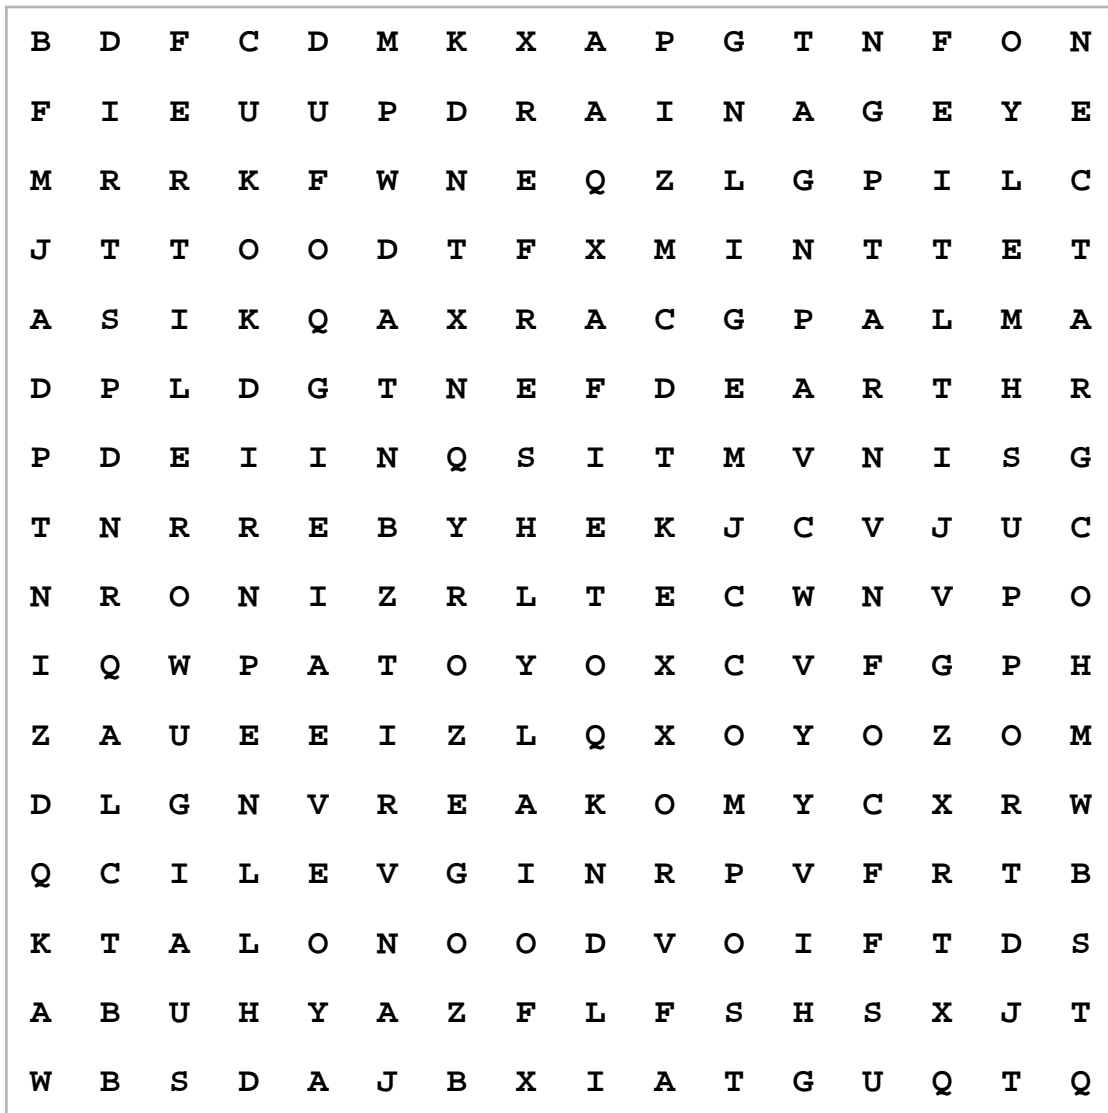 B D F C D M K X A P G T N F O N
F I E U U P D R A I N A G E Y E
M R R K F W N E Q Z L G P I L C
J T T O O D T F X M I N T T E T
A S I K Q A X R A C G P A L M A
D P L D G T N E F D E A R T H R
P D E I I N Q S I T M V N I S G
T N R R E B Y H E K J C V J U C
N R O N I Z R L T E C W N V P O
I Q W P A T O Y O X C V F G P H
Z A U E E I Z L Q X O Y O Z O M
D L G N V R E A K O M Y C X R W
Q C I L E V G I N R P V F R T B
K T A L O N O O D V O I F T D S
A B U H Y A Z F L F S H S X J T
W B S D A J B X I A T G U Q T Q